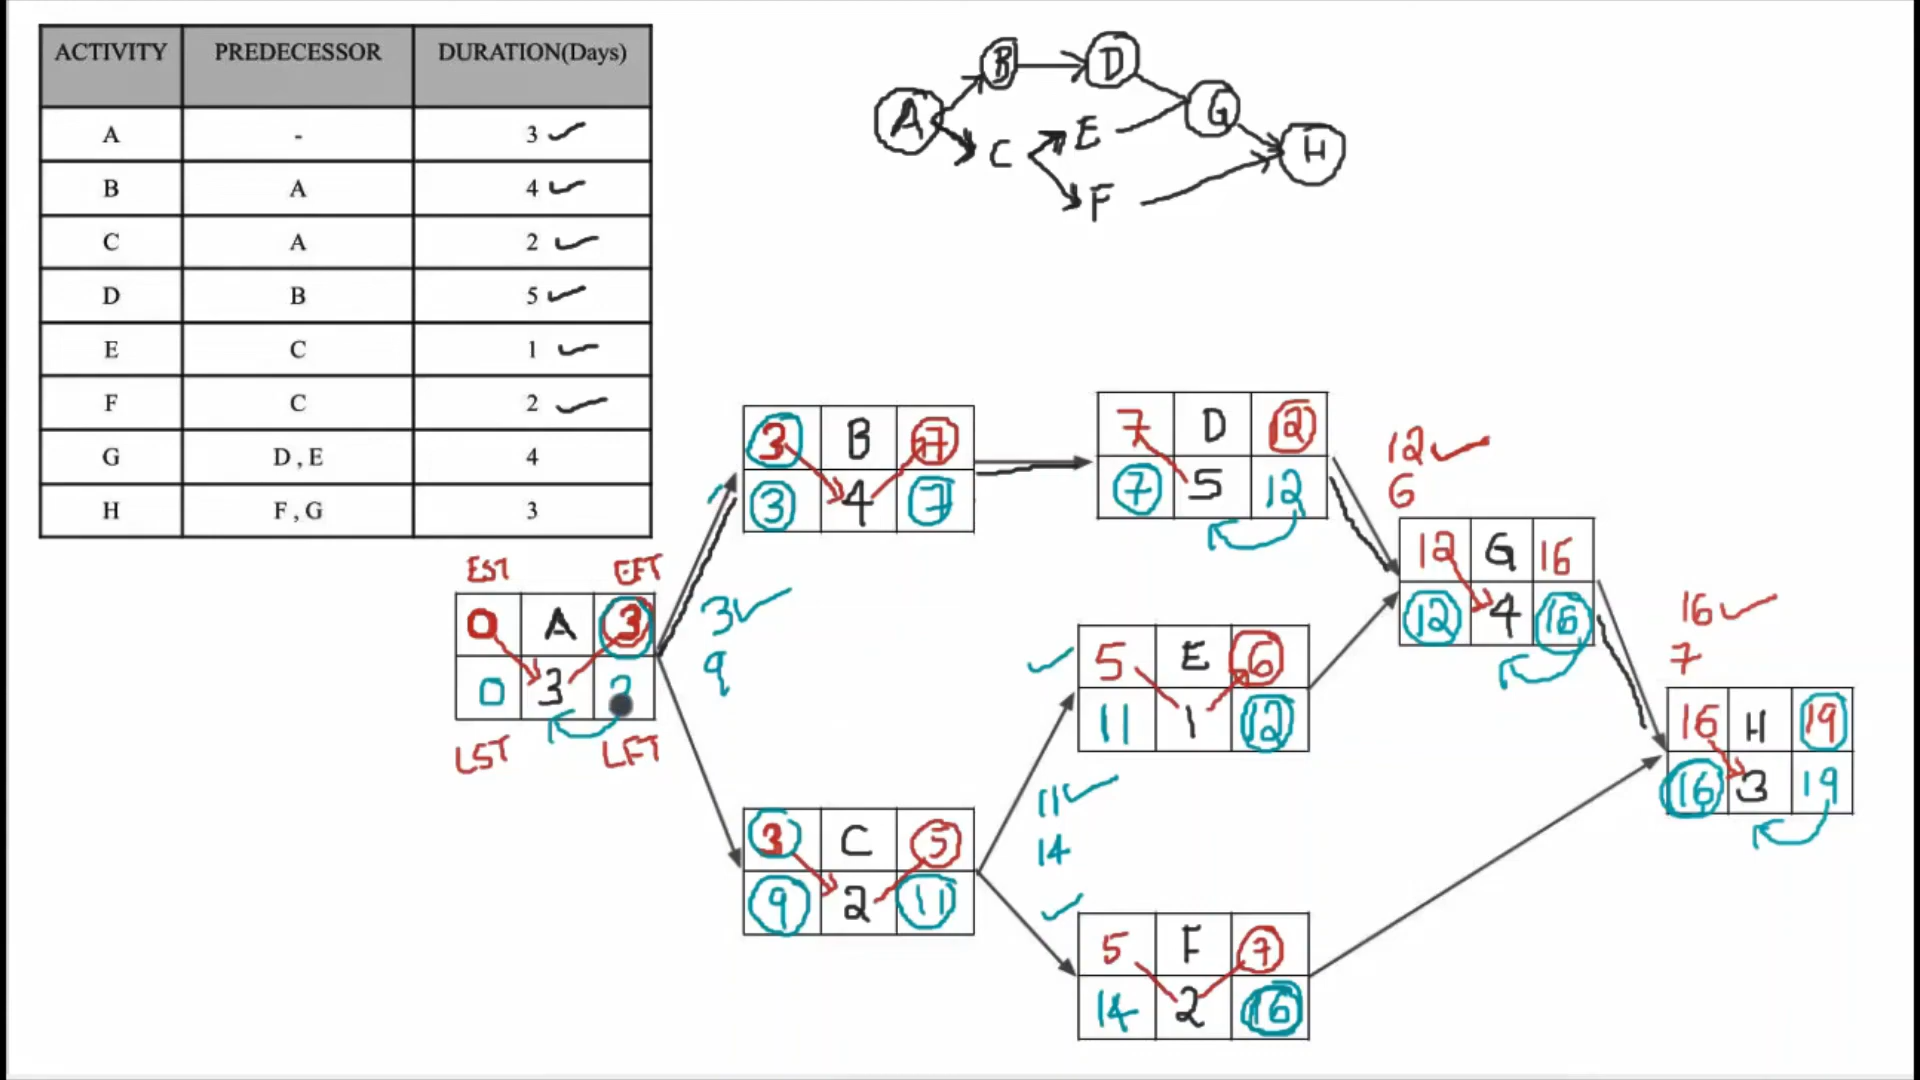 ACTIVITY PREDECESSOR DURATION(Days)
A - 3
B A 4
C A 2
D B 5
E C 1
F C 2
G D , E 4
H F , G 3
B D
A G
C E H
F
EST EFT
0 A 3
0 3
LST LFT
3
9
3 B 7
3 4 7
3 C 5
9 2 11
7 D 12
7 5 12
5 E 6
11 1 12
11
14
5 F 7
14 2 16
12
6
12 G 16
12 4 16
16
7
16 H 19
16 3 19